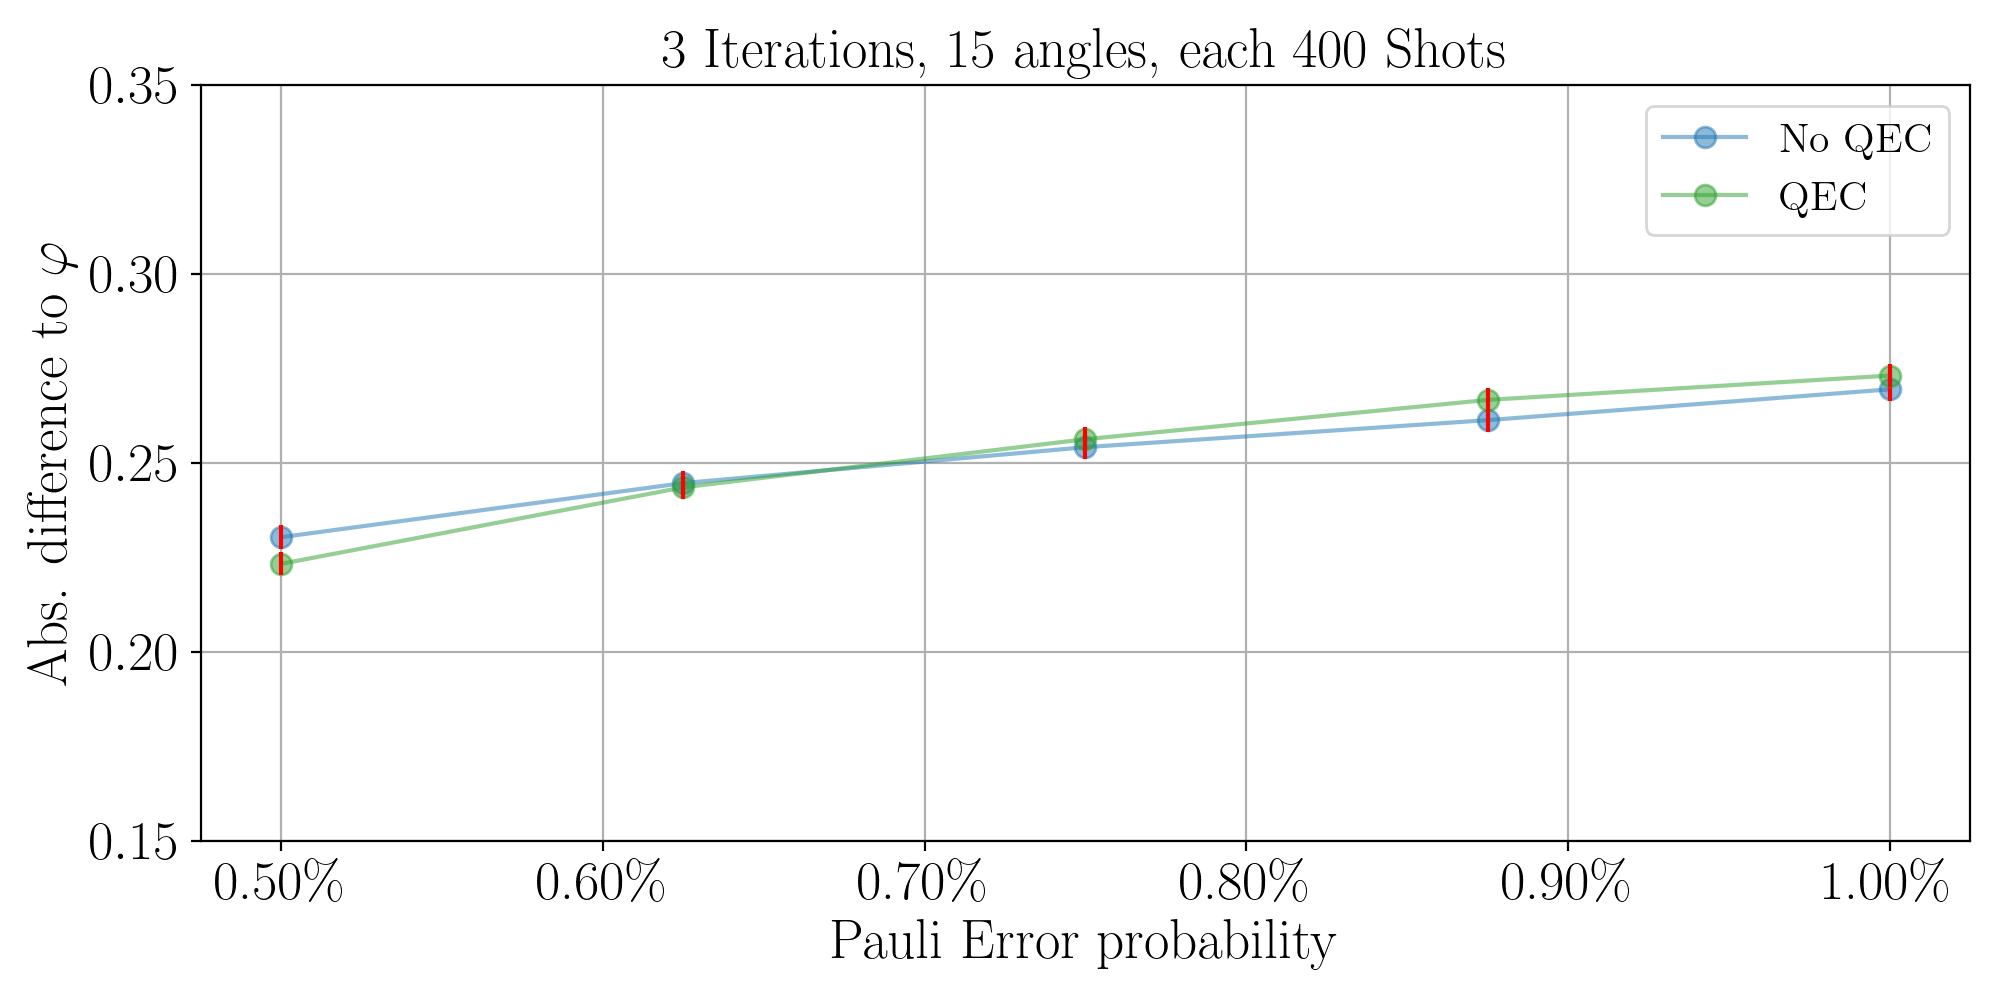 3 Iterations, 15 angles, each 400 Shots
0.35
0.30
0.25
0.20
0.15
Abs. difference to φ
No QEC
QEC
0.50% 0.60% 0.70% 0.80% 0.90% 1.00%
Pauli Error probability